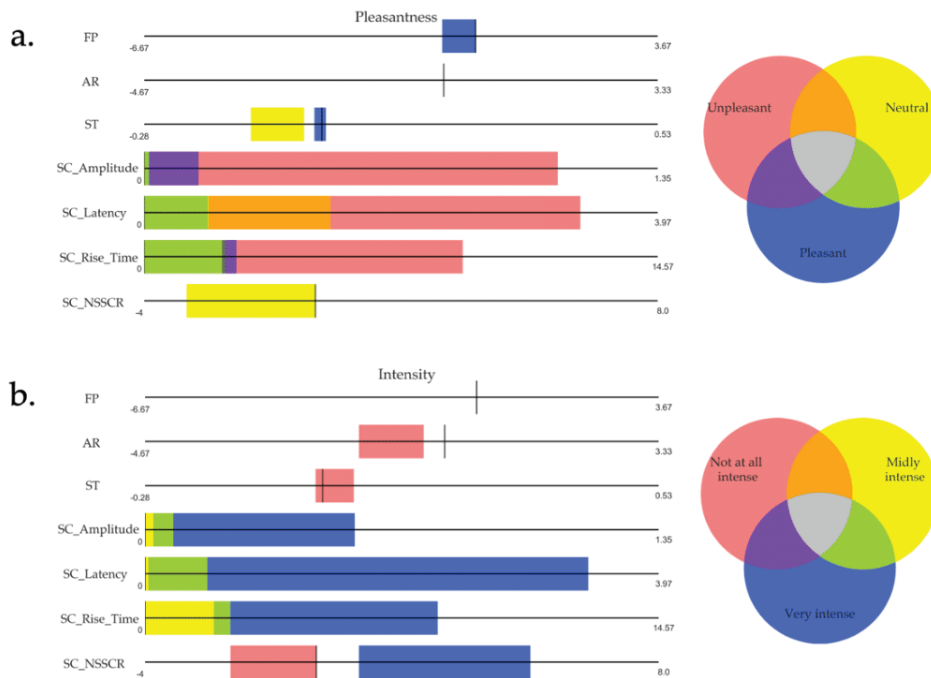 a.
Pleasantness
FP
-6.67
3.67
AR
-4.67
3.33
ST
-0.28
0.53
SC_Amplitude
0
1.35
SC_Latency
0
3.97
SC_Rise_Time
0
14.57
SC_NSSCR
-4
8.0
Unpleasant
Neutral
Pleasant
b.
Intensity
FP
-6.67
3.67
AR
-4.67
3.33
ST
-0.28
0.53
SC_Amplitude
0
1.35
SC_Latency
0
3.97
SC_Rise_Time
0
14.57
SC_NSSCR
-4
8.0
Not at all
intense
Midly
intense
Very intense